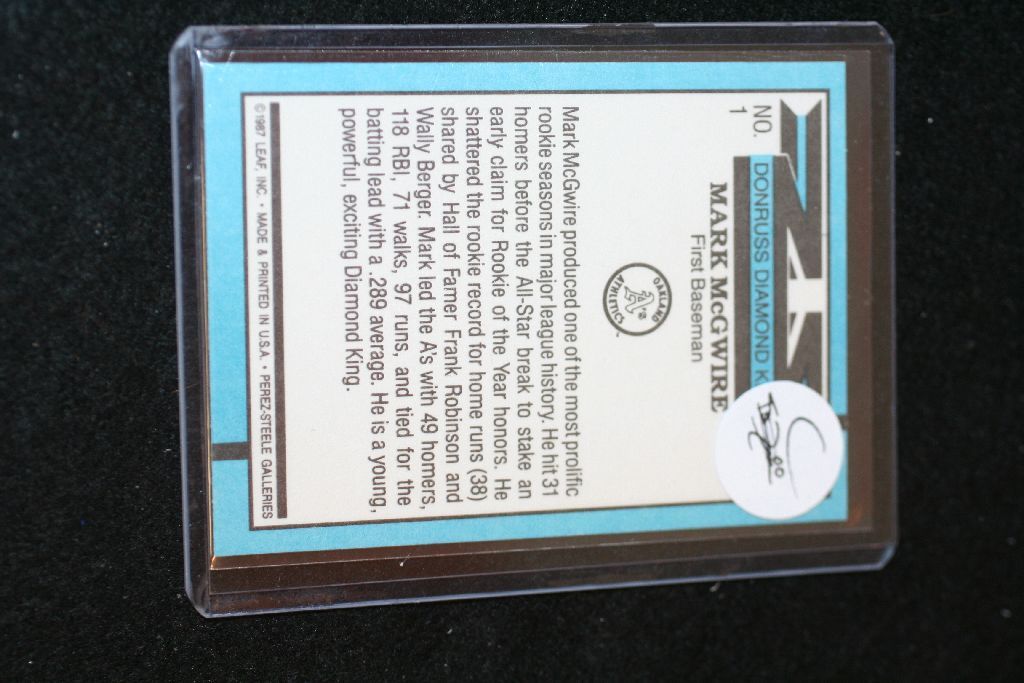 NO.
1
DONRUSS DIAMOND K
MARK McGWIRE
First Baseman
OAKLAND
A's
ATHLETICS
Mark McGwire produced one of the most prolific
rookie seasons in major league history. He hit 31
homers before the All-Star break to stake an
early claim for Rookie of the Year honors. He
shattered the rookie record for home runs (38)
shared by Hall of Famer Frank Robinson and
Wally Berger. Mark led the A's with 49 homers,
118 RBI, 71 walks, 97 runs, and tied for the
batting lead with a .289 average. He is a young,
powerful, exciting Diamond King.
©1987 LEAF, INC. • MADE & PRINTED IN U.S.A. • PEREZ-STEELE GALLERIES